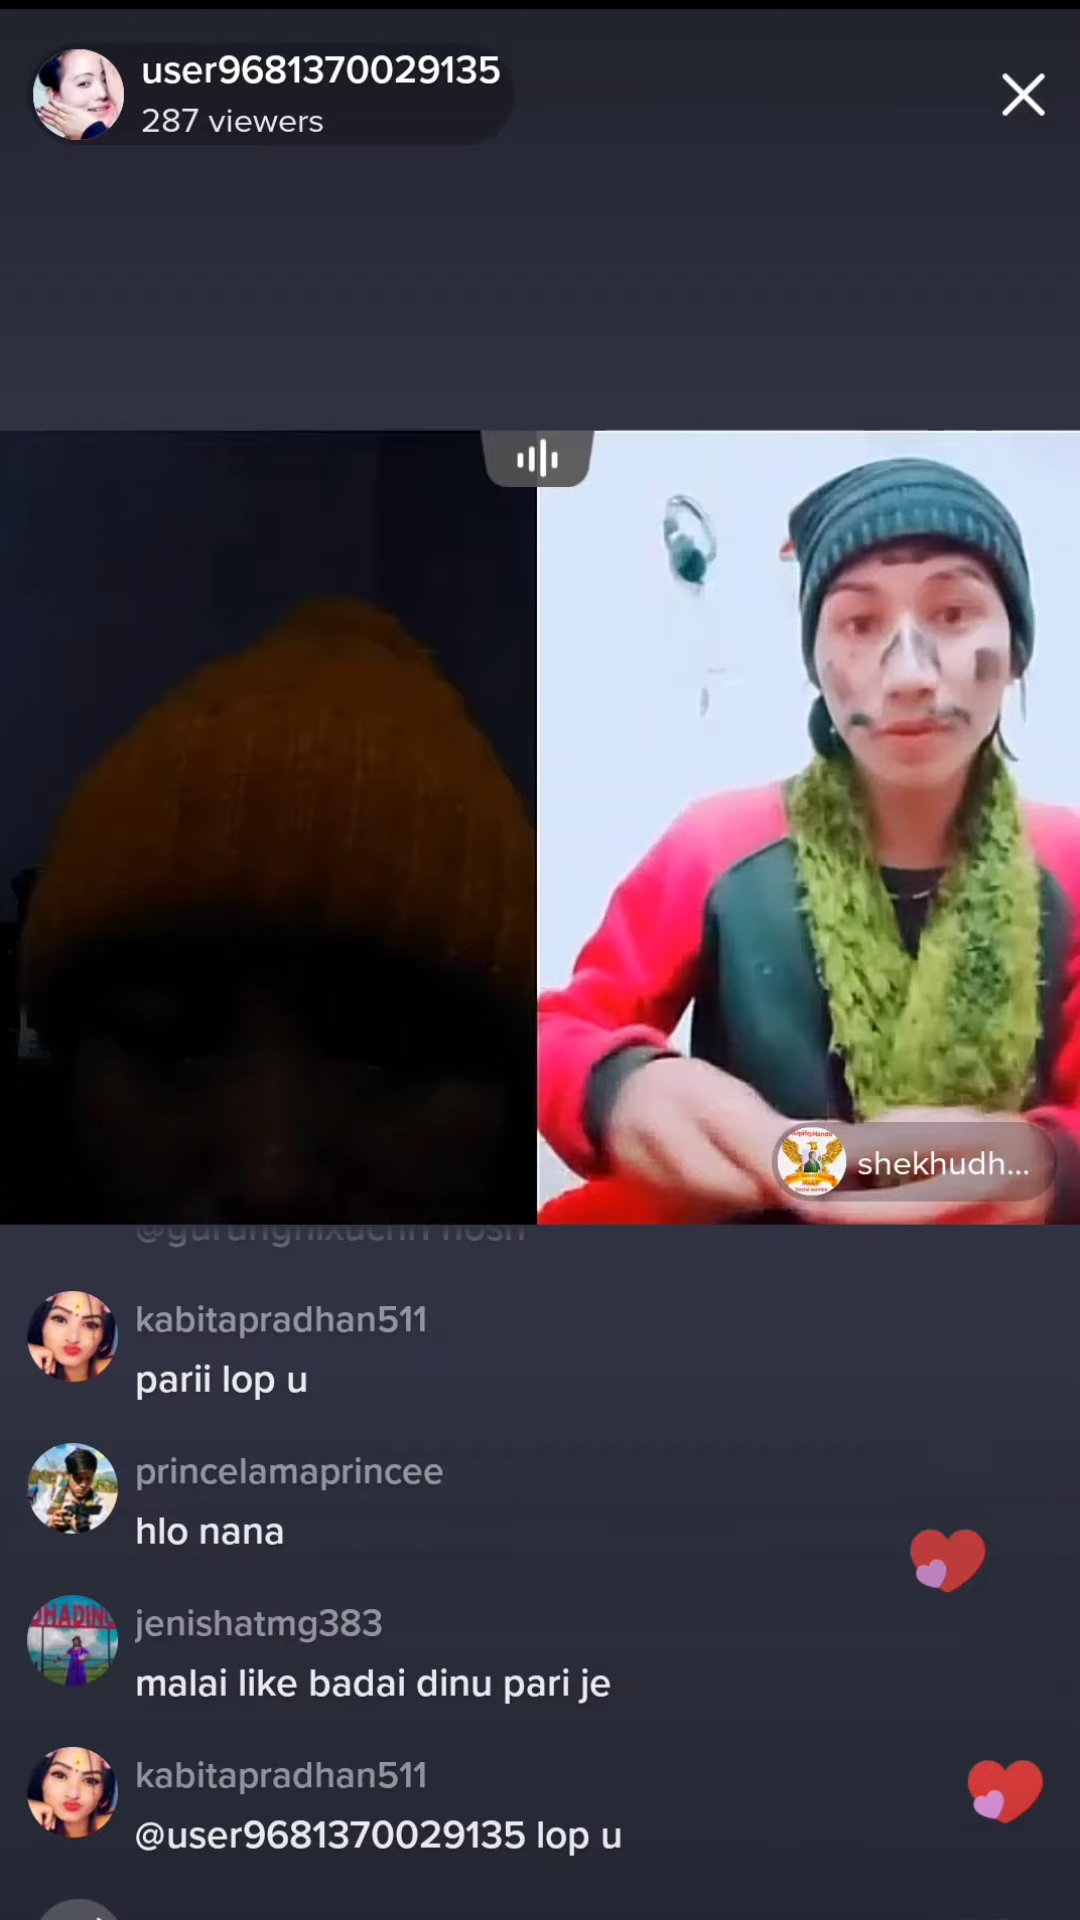 user9681370029135
287 viewers
shekhudh...
kabitapradhan511
parii lop u
princelamaprincee
hlo nana
DHADING
jenishatmg383
malai like badai dinu pari je
kabitapradhan511
@user9681370029135 lop u